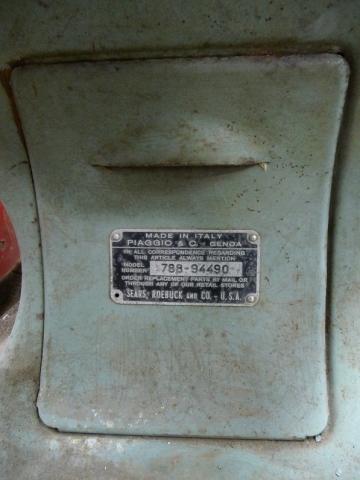 MADE IN ITALY
PIAGGIO & C. - GENOA
IN ALL CORRESPONDENCE REGARDING
THIS ARTICLE ALWAYS MENTION
MODEL NUMBER 788-94490
ORDER REPLACEMENT PARTS BY MAIL OR
THROUGH ANY OF OUR RETAIL STORES
SEARS, ROEBUCK AND CO. - U.S.A.